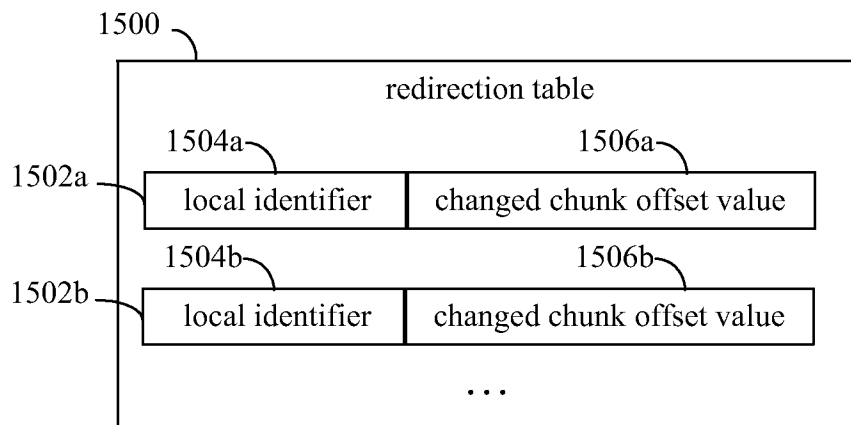 1500
redirection table
1504a 1506a
1502a local identifier changed chunk offset value
1504b 1506b
1502b local identifier changed chunk offset value
...